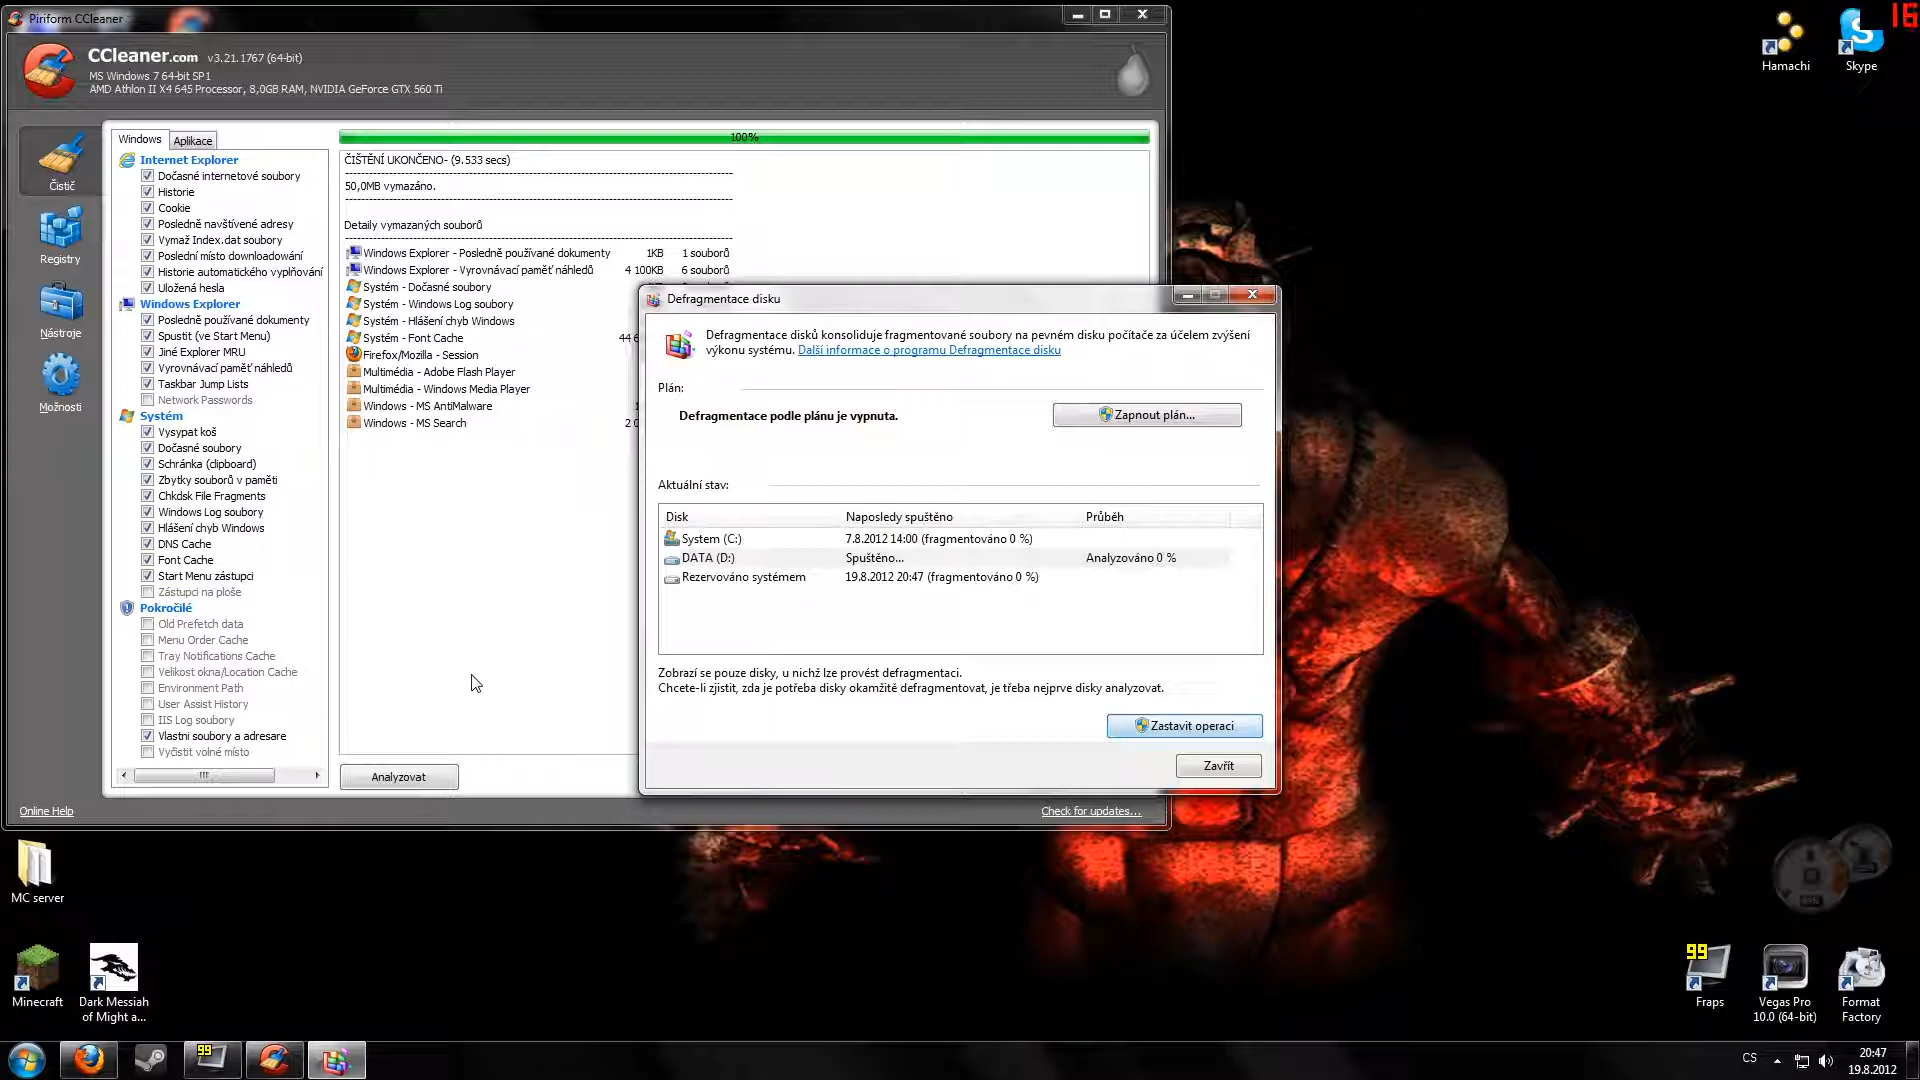 Piriform CCleaner
CCleaner.com v3.21.1767 (64-bit)
MS Windows 7 64-bit SP1
AMD Athlon II X4 645 Processor, 8,0GB RAM, NVIDIA GeForce GTX 560 Ti
Čistič
Registry
Nástroje
Možnosti
Windows
Aplikace
Internet Explorer
Dočasné internetové soubory
Historie
Cookie
Posledně navštívené adresy
Vymaž Index.dat soubory
Poslední místo downloadování
Historie automatického vyplňování
Uložená hesla
Windows Explorer
Posledně používané dokumenty
Spustit (ve Start Menu)
Jiné Explorer MRU
Vyrovnávací paměť náhledů
Taskbar Jump Lists
Network Passwords
Systém
Vysypat koš
Dočasné soubory
Schránka (clipboard)
Zbytky souborů v paměti
Chkdsk File Fragments
Windows Log soubory
Hlášení chyb Windows
DNS Cache
Font Cache
Start Menu zástupci
Zástupci na ploše
Pokročilé
Old Prefetch data
Menu Order Cache
Tray Notifications Cache
Velikost okna/Location Cache
Environment Path
User Assist History
IIS Log soubory
Vlastni soubory a adresare
Vyčistit volné místo
100%
ČIŠTĚNÍ UKONČENO- (9.533 secs)
50,0MB vymazáno.
Detaily vymazaných souborů
Windows Explorer - Posledně používané dokumenty 1KB 1 souborů
Windows Explorer - Vyrovnávací paměť náhledů 4 100KB 6 souborů
Systém - Dočasné soubory
Systém - Windows Log soubory
Systém - Hlášení chyb Windows
Systém - Font Cache 44 6
Firefox/Mozilla - Session
Multimédia - Adobe Flash Player
Multimédia - Windows Media Player
Windows - MS AntiMalware 1
Windows - MS Search 2 0
Analyzovat
Online Help
Check for updates...
Defragmentace disku
Defragmentace disků konsoliduje fragmentované soubory na pevném disku počítače za účelem zvýšení
výkonu systému. Další informace o programu Defragmentace disku
Plán:
Defragmentace podle plánu je vypnuta.
Zapnout plán...
Aktuální stav:
Disk Naposledy spuštěno Průběh
System (C:) 7.8.2012 14:00 (fragmentováno 0 %)
DATA (D:) Spuštěno... Analyzováno 0 %
Rezervováno systémem 19.8.2012 20:47 (fragmentováno 0 %)
Zobrazí se pouze disky, u nichž lze provést defragmentaci.
Chcete-li zjistit, zda je potřeba disky okamžitě defragmentovat, je třeba nejprve disky analyzovat.
Zastavit operaci
Zavřít
Hamachi
Skype
MC server
Minecraft
Dark Messiah
of Might a...
99
Fraps
Vegas Pro
10.0 (64-bit)
Format
Factory
99
CS
20:47
19.8.2012